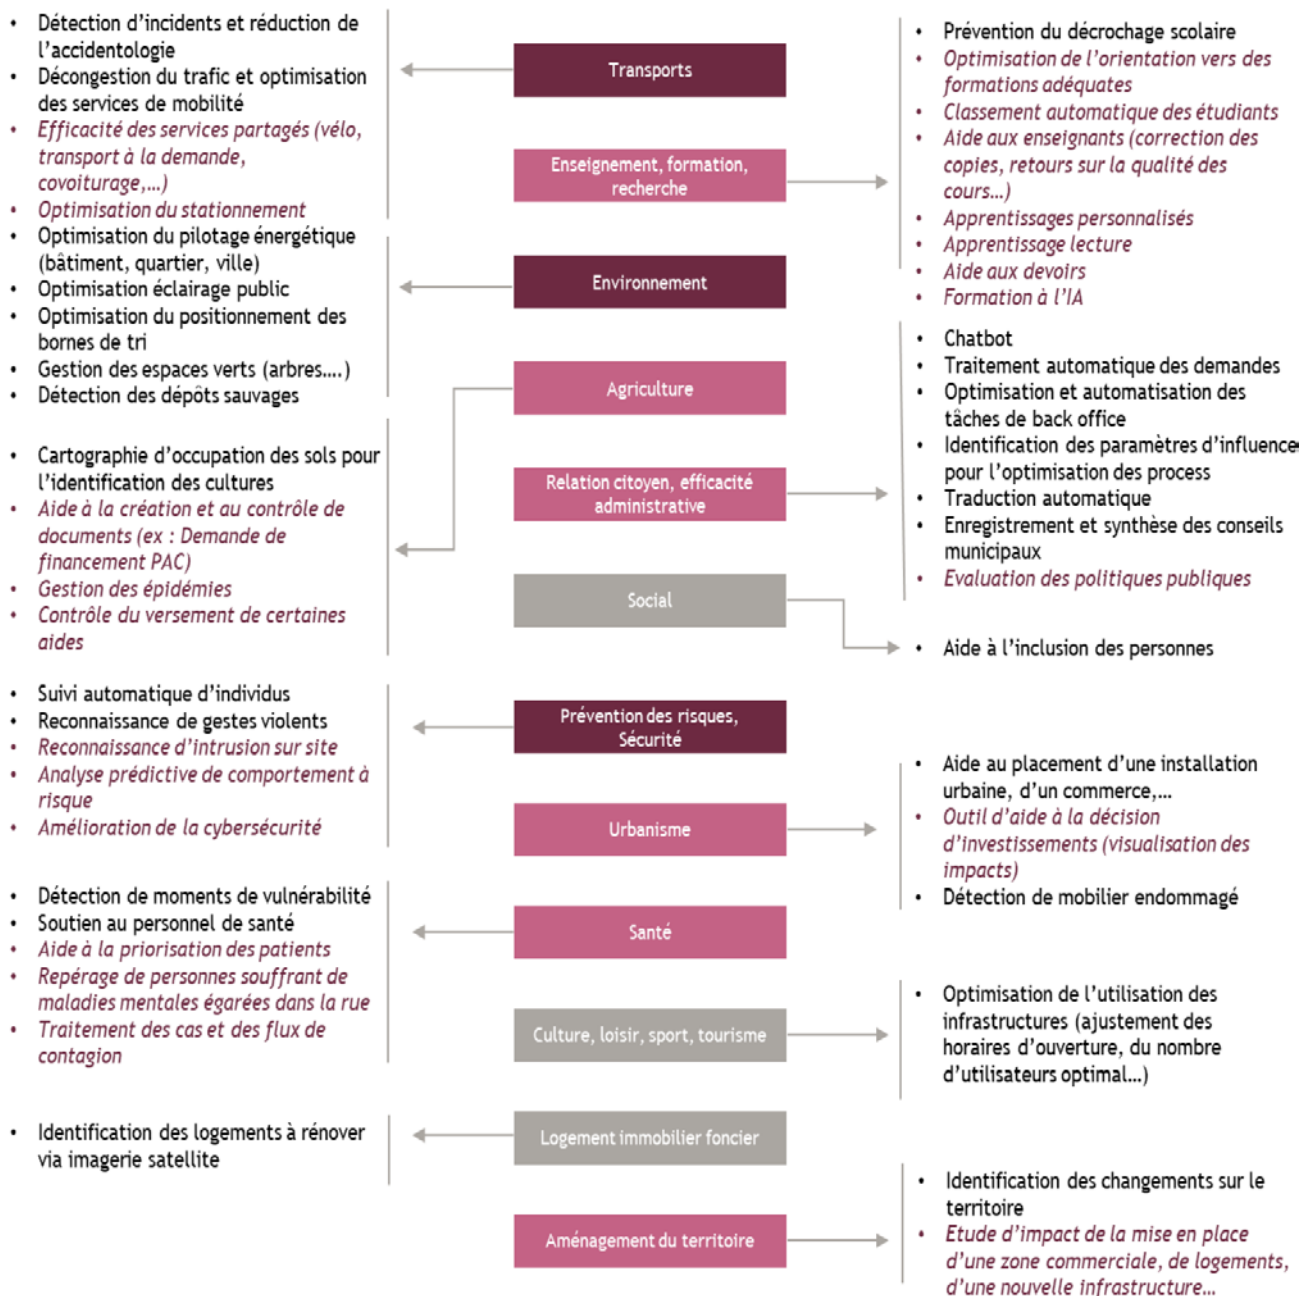 Transports
• Détection d’incidents et réduction de
l’accidentologie
• Décongestion du trafic et optimisation
des services de mobilité
• Efficacité des services partagés (vélo,
transport à la demande,
covoiturage,…)
• Optimisation du stationnement
Enseignement, formation,
recherche
• Prévention du décrochage scolaire
• Optimisation de l’orientation vers des
formations adéquates
• Classement automatique des étudiants
• Aide aux enseignants (correction des
copies, retours sur la qualité des
cours…)
• Apprentissages personnalisés
• Apprentissage lecture
• Aide aux devoirs
• Formation à l’IA
Environnement
• Optimisation du pilotage énergétique
(bâtiment, quartier, ville)
• Optimisation éclairage public
• Optimisation du positionnement des
bornes de tri
• Gestion des espaces verts (arbres….)
• Détection des dépôts sauvages
Agriculture
• Cartographie d’occupation des sols pour
l’identification des cultures
• Aide à la création et au contrôle de
documents (ex : Demande de
financement PAC)
• Gestion des épidémies
• Contrôle du versement de certaines
aides
Relation citoyen, efficacité
administrative
• Chatbot
• Traitement automatique des demandes
• Optimisation et automatisation des
tâches de back office
• Identification des paramètres d’influence
pour l’optimisation des process
• Traduction automatique
• Enregistrement et synthèse des conseils
municipaux
• Evaluation des politiques publiques
Social
• Aide à l’inclusion des personnes
Prévention des risques,
Sécurité
• Suivi automatique d’individus
• Reconnaissance de gestes violents
• Reconnaissance d’intrusion sur site
• Analyse prédictive de comportement à
risque
• Amélioration de la cybersécurité
Urbanisme
• Aide au placement d’une installation
urbaine, d’un commerce,…
• Outil d’aide à la décision
d’investissements (visualisation des
impacts)
• Détection de mobilier endommagé
Santé
• Détection de moments de vulnérabilité
• Soutien au personnel de santé
• Aide à la priorisation des patients
• Repérage de personnes souffrant de
maladies mentales égarées dans la rue
• Traitement des cas et des flux de
contagion
Culture, loisir, sport, tourisme
• Optimisation de l’utilisation des
infrastructures (ajustement des
horaires d’ouverture, du nombre
d’utilisateurs optimal…)
Logement immobilier foncier
• Identification des logements à rénover
via imagerie satellite
Aménagement du territoire
• Identification des changements sur le
territoire
• Etude d’impact de la mise en place
d’une zone commerciale, de logements,
d’une nouvelle infrastructure…